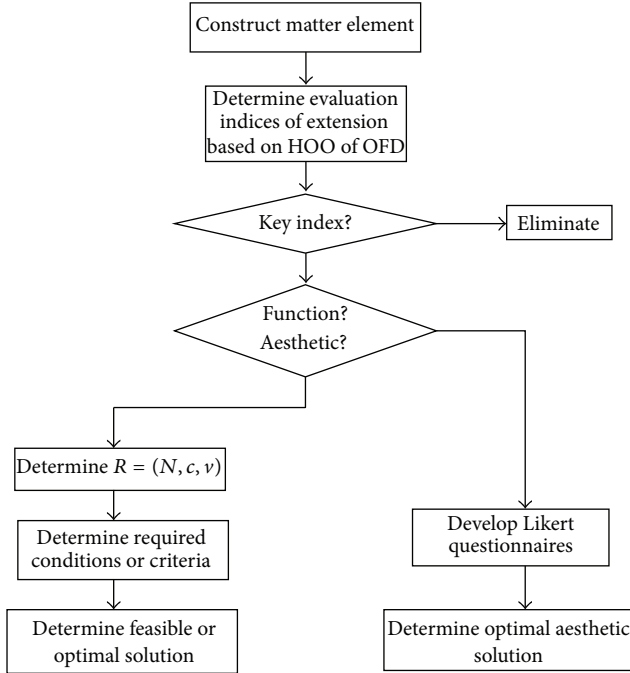 Construct matter element
Determine evaluation
indices of extension
based on HOO of OFD
Key index?
Eliminate
Function?
Aesthetic?
Determine R = (N, c, v)
Determine required
conditions or criteria
Determine feasible or
optimal solution
Develop Likert
questionnaires
Determine optimal aesthetic
solution